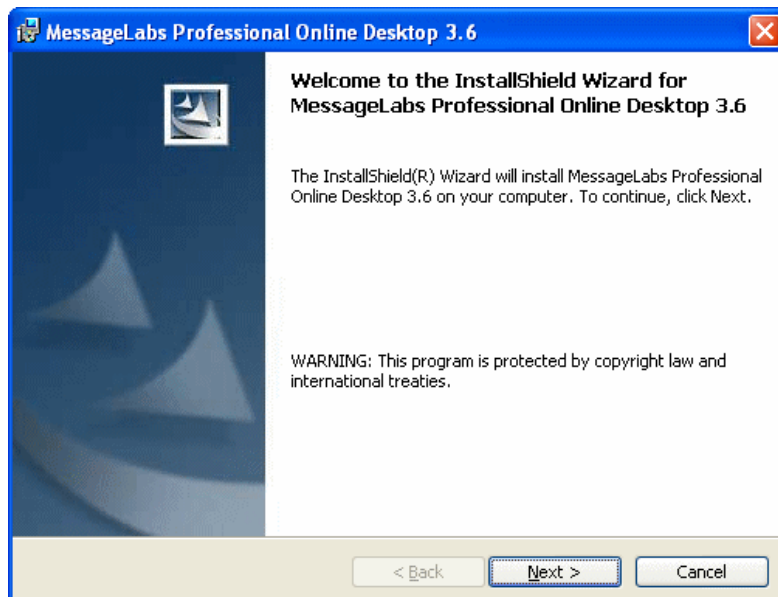 MessageLabs Professional Online Desktop 3.6
Welcome to the InstallShield Wizard for
MessageLabs Professional Online Desktop 3.6
The InstallShield(R) Wizard will install MessageLabs Professional
Online Desktop 3.6 on your computer. To continue, click Next.
WARNING: This program is protected by copyright law and
international treaties.
< Back
Next >
Cancel